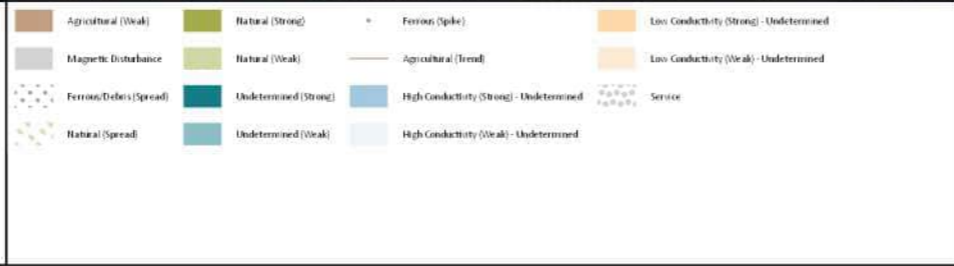 Agricultural (Weak)
Magnetic Disturbance
Ferrous/Debris (Spread)
Natural (Spread)
Natural (Strong)
Natural (Weak)
Undetermined (Strong)
Undetermined (Weak)
Ferrous (Spike)
Agricultural (Trend)
High Conductivity (Strong) - Undetermined
High Conductivity (Weak) - Undetermined
Low Conductivity (Strong) - Undetermined
Low Conductivity (Weak) - Undetermined
Service